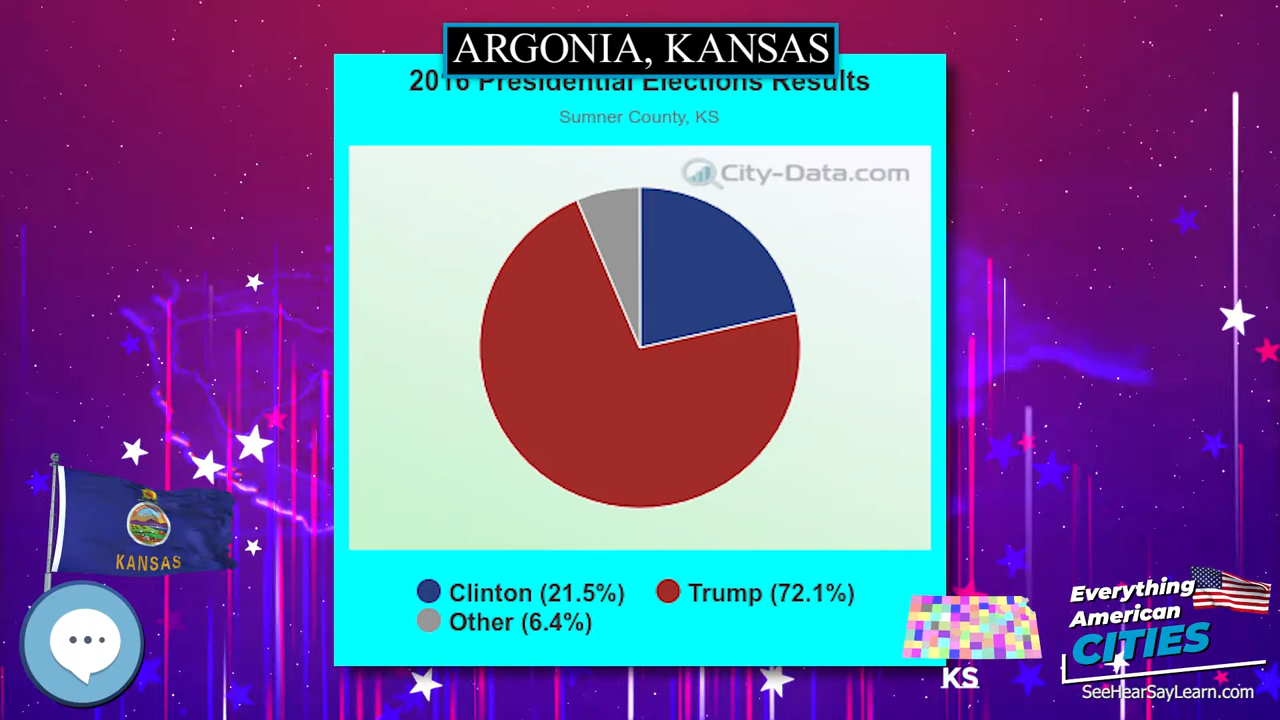 ARGONIA, KANSAS
2016 Presidential Elections Results
Sumner County, KS
City-Data.com
Clinton (21.5%) Trump (72.1%)
Other (6.4%)
KANSAS
KS
Everything
American
CITIES
SeeHearSayLearn.com